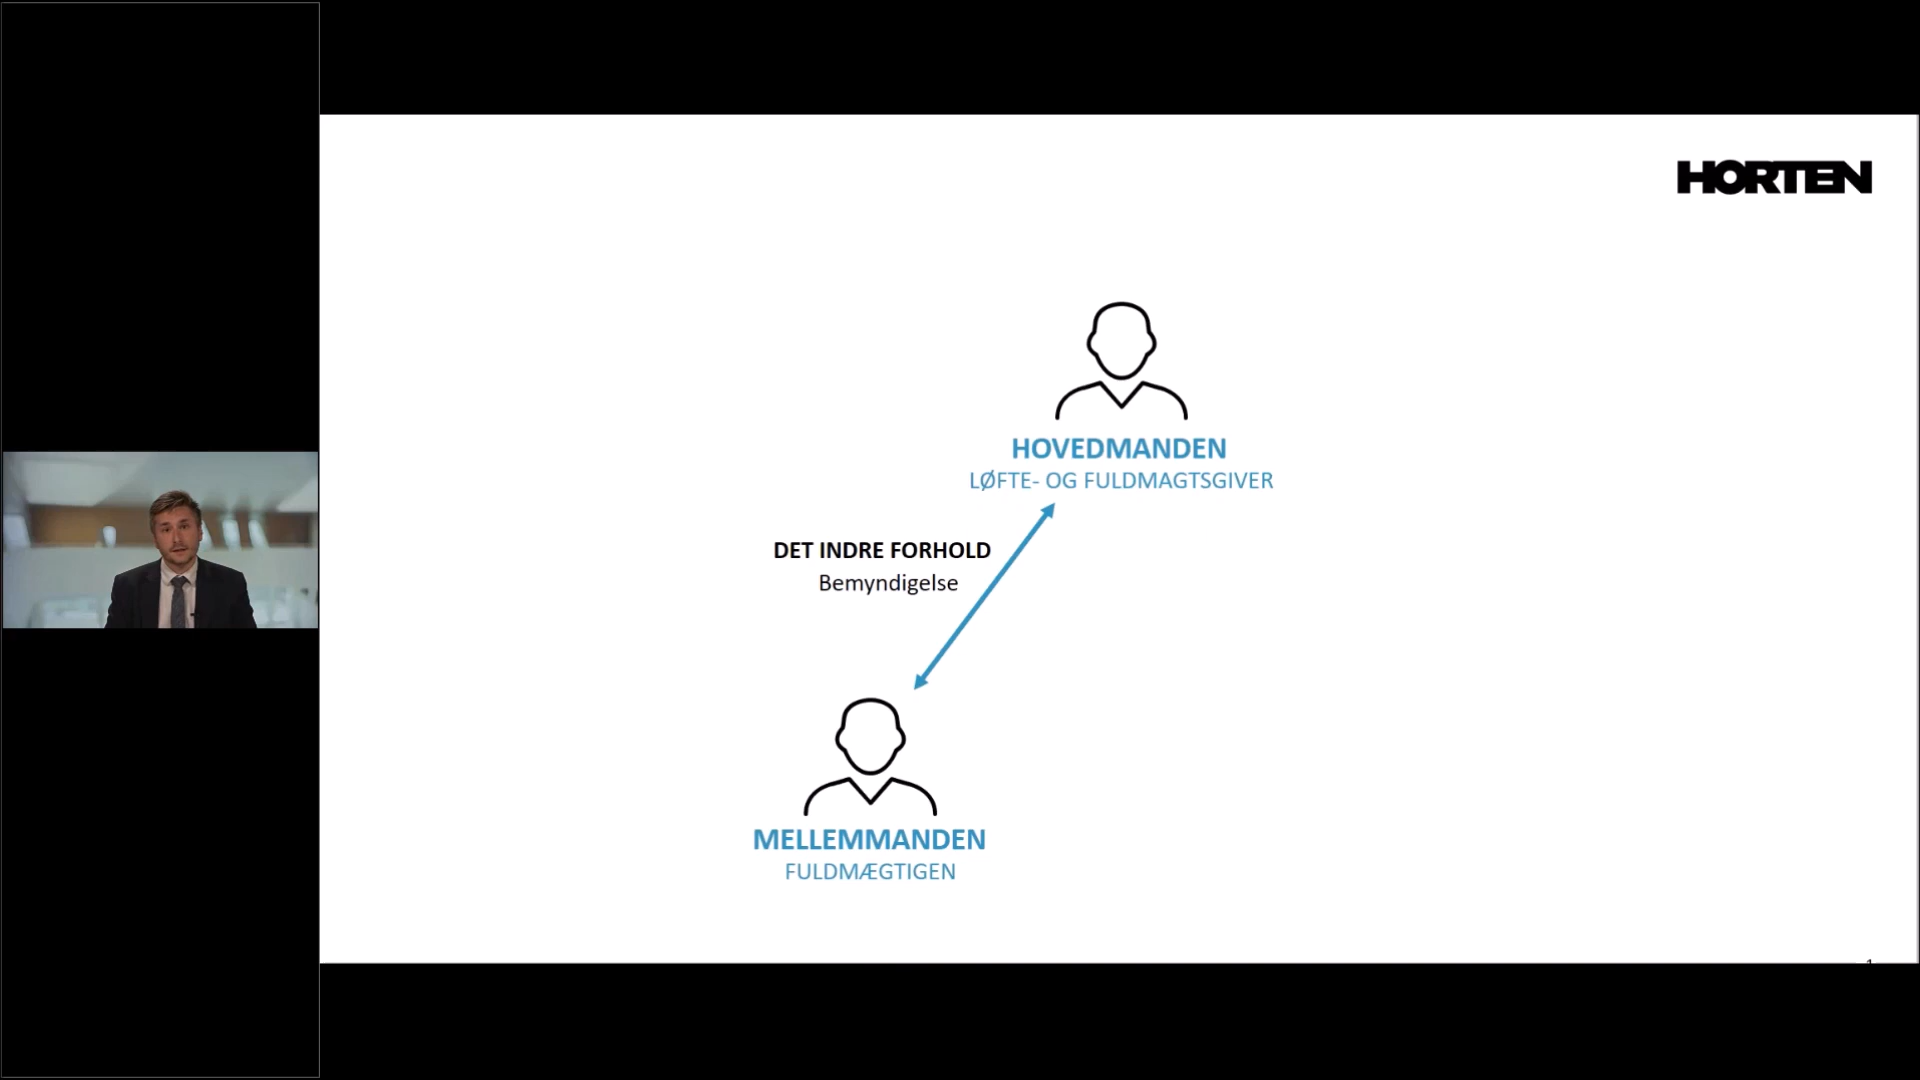 HORTEN
HOVEDMANDEN
LØFTE- OG FULDMAGTSGIVER
DET INDRE FORHOLD
Bemyndigelse
MELLEMMANDEN
FULDMÆGTIGEN